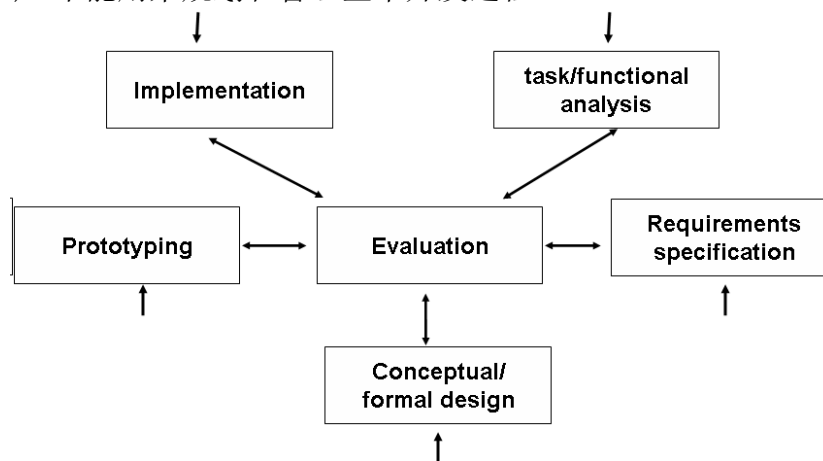 Implementation
task/functional
analysis
Prototyping
Evaluation
Requirements
specification
Conceptual/
formal design